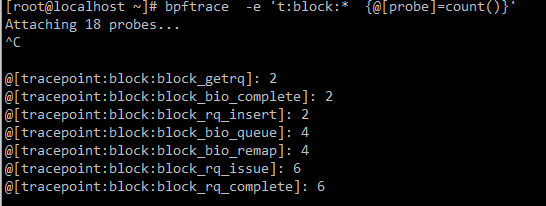 [root@localhost ~]# bpftrace  -e 't:block:*  {@[probe]=count()}'
Attaching 18 probes...
^C
@[tracepoint:block:block_getrq]: 2
@[tracepoint:block:block_bio_complete]: 2
@[tracepoint:block:block_rq_insert]: 2
@[tracepoint:block:block_bio_queue]: 4
@[tracepoint:block:block_bio_remap]: 4
@[tracepoint:block:block_rq_issue]: 6
@[tracepoint:block:block_rq_complete]: 6